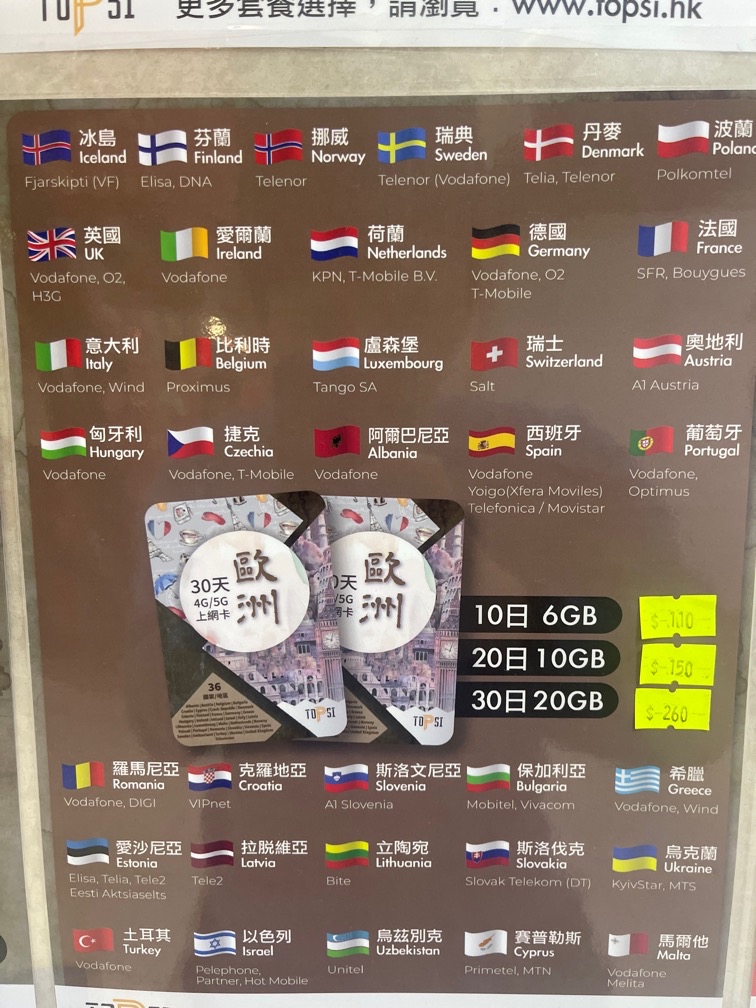 TOPSI 更多套餐選擇，請瀏覽：www.topsi.hk
冰島 芬蘭 挪威 瑞典 丹麥 波蘭
Iceland Finland Norway Sweden Denmark Polan
Fjarskipti (VF) Elisa, DNA Telenor Telenor (Vodafone) Telia, Telenor Polkomtel
英國 愛爾蘭 荷蘭 德國 法國
UK Ireland Netherlands Germany France
Vodafone, O2, Vodafone KPN, T-Mobile B.V. Vodafone, O2 SFR, Bouygues
H3G T-Mobile
意大利 比利時 盧森堡 瑞士 奧地利
Italy Belgium Luxembourg Switzerland Austria
Vodafone, Wind Proximus Tango SA Salt A1 Austria
匈牙利 捷克 阿爾巴尼亞 西班牙 葡萄牙
Hungary Czechia Albania Spain Portugal
Vodafone Vodafone, T-Mobile Vodafone Vodafone Vodafone,
Yoigo(Xfera Moviles) Optimus
Telefonica / Movistar
30天 歐洲
4G/5G
上網卡
36
國家/地區
TOPSI
0天 歐洲
/5G
網卡
TOPSI
10日 6GB $-110
20日 10GB $-150
30日 20GB $-260
羅馬尼亞 克羅地亞 斯洛文尼亞 保加利亞 希臘
Romania Croatia Slovenia Bulgaria Greece
Vodafone, DIGI VIPnet A1 Slovenia Mobitel, Vivacom Vodafone, Wind
愛沙尼亞 拉脫維亞 立陶宛 斯洛伐克 烏克蘭
Estonia Latvia Lithuania Slovakia Ukraine
Elisa, Telia, Tele2 Tele2 Bite Slovak Telekom (DT) KyivStar, MTS
Eesti Aktsiaselts
土耳其 以色列 烏茲別克 賽普勒斯 馬爾他
Turkey Israel Uzbekistan Cyprus Malta
Vodafone Pelephone, Unitel Primetel, MTN Vodafone
Partner, Hot Mobile Melita